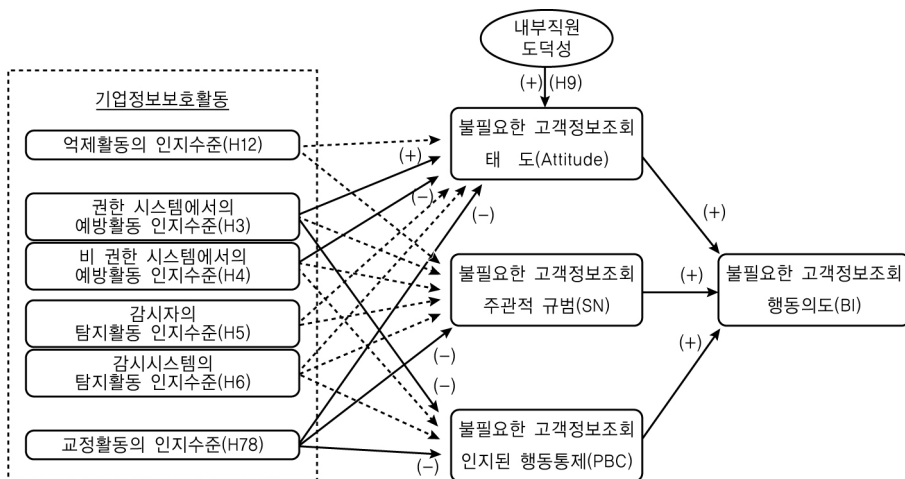 내부직원
도덕성
(+) (H9)
기업정보보호활동
억제활동의 인지수준(H12)
권한 시스템에서의
예방활동 인지수준(H3)
비 권한 시스템에서의
예방활동 인지수준(H4)
감시자의
탐지활동 인지수준(H5)
감시시스템의
탐지활동 인지수준(H6)
교정활동의 인지수준(H78)
(+)
(-)
(-)
(-)
(-)
(-)
불필요한 고객정보조회
태 도(Attitude)
불필요한 고객정보조회
주관적 규범(SN)
불필요한 고객정보조회
인지된 행동통제(PBC)
(+)
(+)
(+)
불필요한 고객정보조회
행동의도(BI)